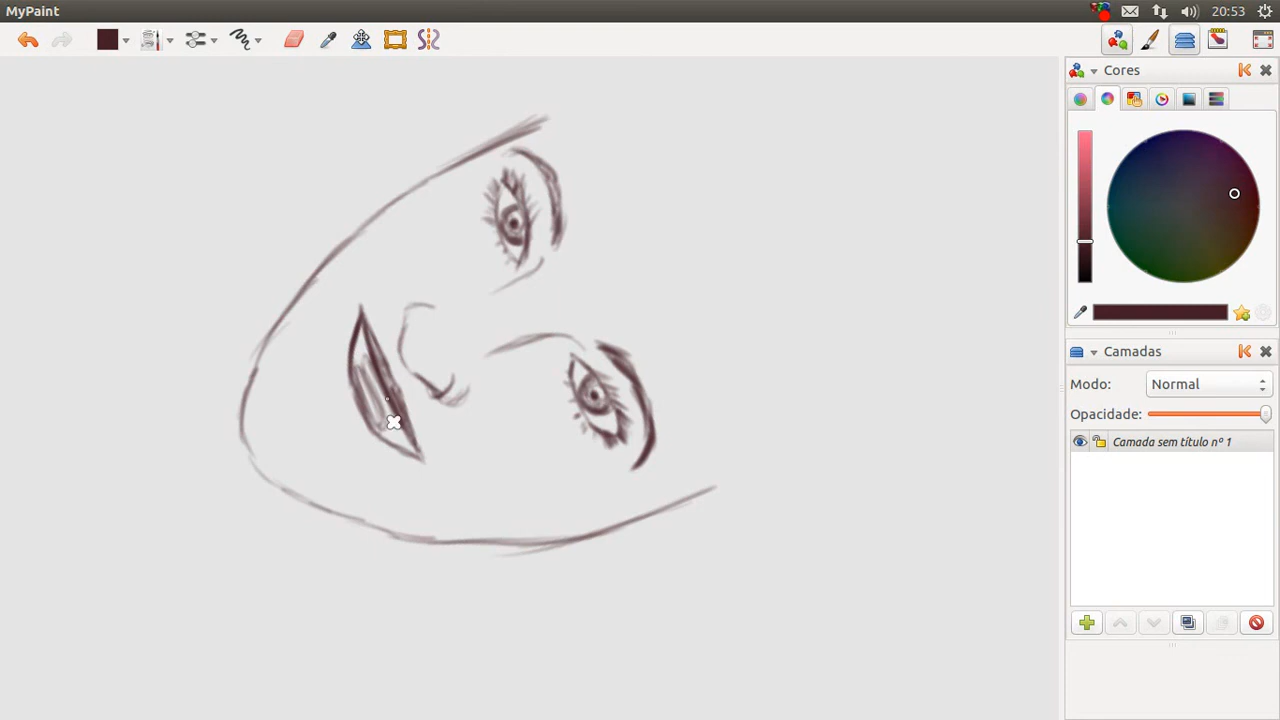 MyPaint
20:53
Cores
Camadas
Modo:
Normal
Opacidade:
Camada sem título nº 1